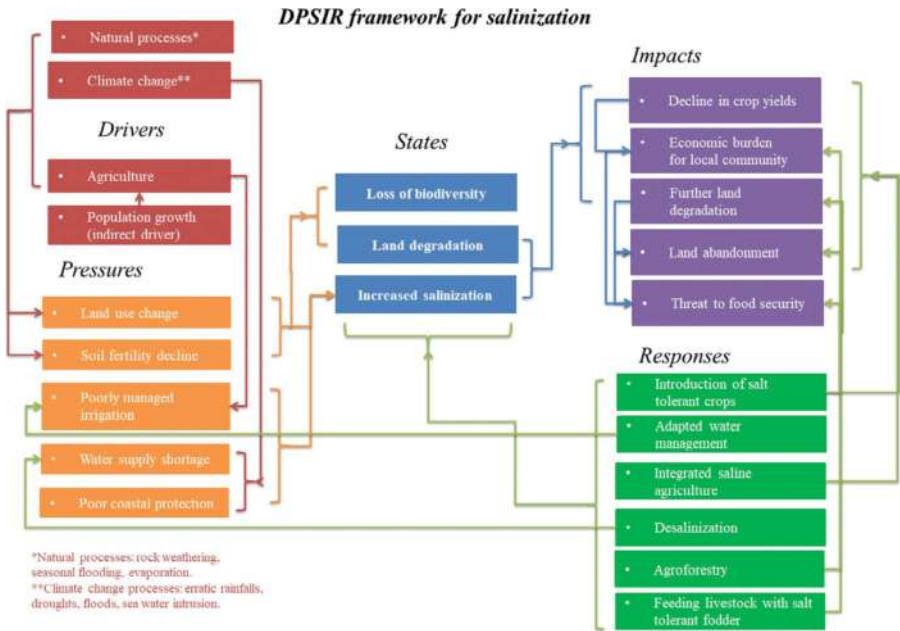 DPSIR framework for salinization
• Natural processes*
• Climate change**
Drivers
• Agriculture
• Population growth
(indirect driver)
Pressures
• Land use change
• Soil fertility decline
• Poorly managed
irrigation
• Water supply shortage
• Poor coastal protection
*Natural processes: rock weathering,
seasonal flooding, evaporation.
**Climate change processes: erratic rainfalls,
droughts, floods, sea water intrusion.
States
Loss of biodiversity
Land degradation
Increased salinization
Impacts
• Decline in crop yields
• Economic burden
for local community
• Further land
degradation
• Land abandonment
• Threat to food security
Responses
• Introduction of salt
tolerant crops
• Adapted water
management
• Integrated saline
agriculture
• Desalinization
• Agroforestry
• Feeding livestock with salt
tolerant fodder